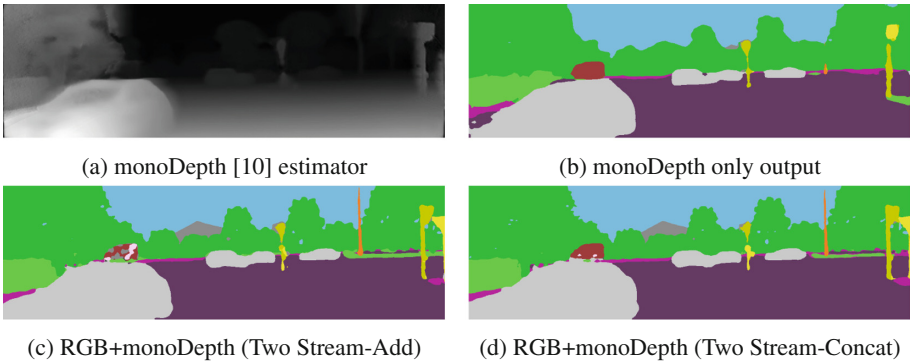 (a) monoDepth [10] estimator
(b) monoDepth only output
(c) RGB+monoDepth (Two Stream-Add)
(d) RGB+monoDepth (Two Stream-Concat)